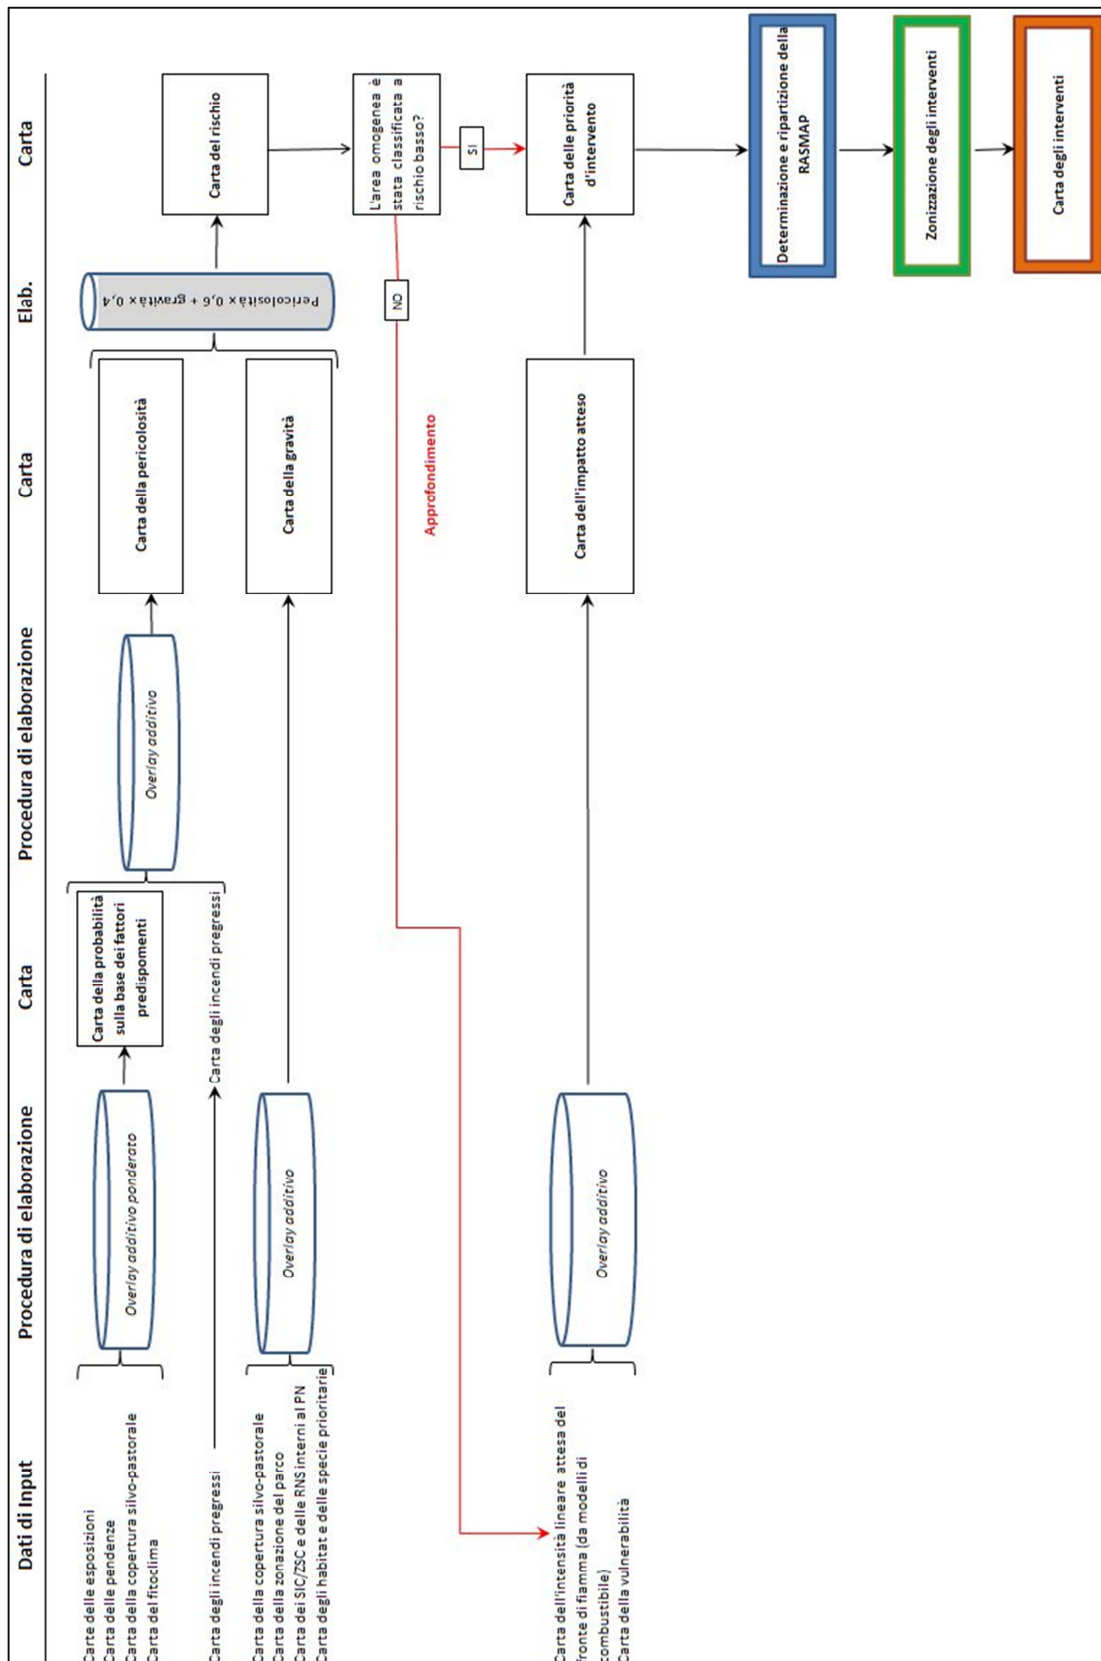 Dati di Input
Procedura di elaborazione
Carta
Procedura di elaborazione
Carta
Elab.
Carta
Carte delle esposizioni
Carta delle pendenze
Carta della copertura silvo-pastorale
Carta del fitoclima
Overlay additivo ponderato
Carta della probabilità
sulla base dei fattori
predispomenti
Carta degli incendi pregressi
Carta degli incendi pregressi
Overlay additivo
Carta della pericolosità
Carta della copertura silvo-pastorale
Carta della zonazione del parco
Carta dei SIC/ZSC e delle RNS interni al PN
Carta degli habitat e delle specie prioritarie
Overlay additivo
Carta della gravità
Pericolosità x 0,6 + gravità x 0,4
Carta del rischio
L'area omogenea è
stata classificata a
rischio basso?
NO
SI
Approfondimento
Carta dell'intensità lineare attesa del
fronte di fiamma (da modelli di
combustibile)
Carta della vulnerabilità
Overlay additivo
Carta dell'impatto atteso
Carta delle priorità
d'intervento
Determinazione e ripartizione della
RASMAP
Zonizzazione degli interventi
Carta degli interventi